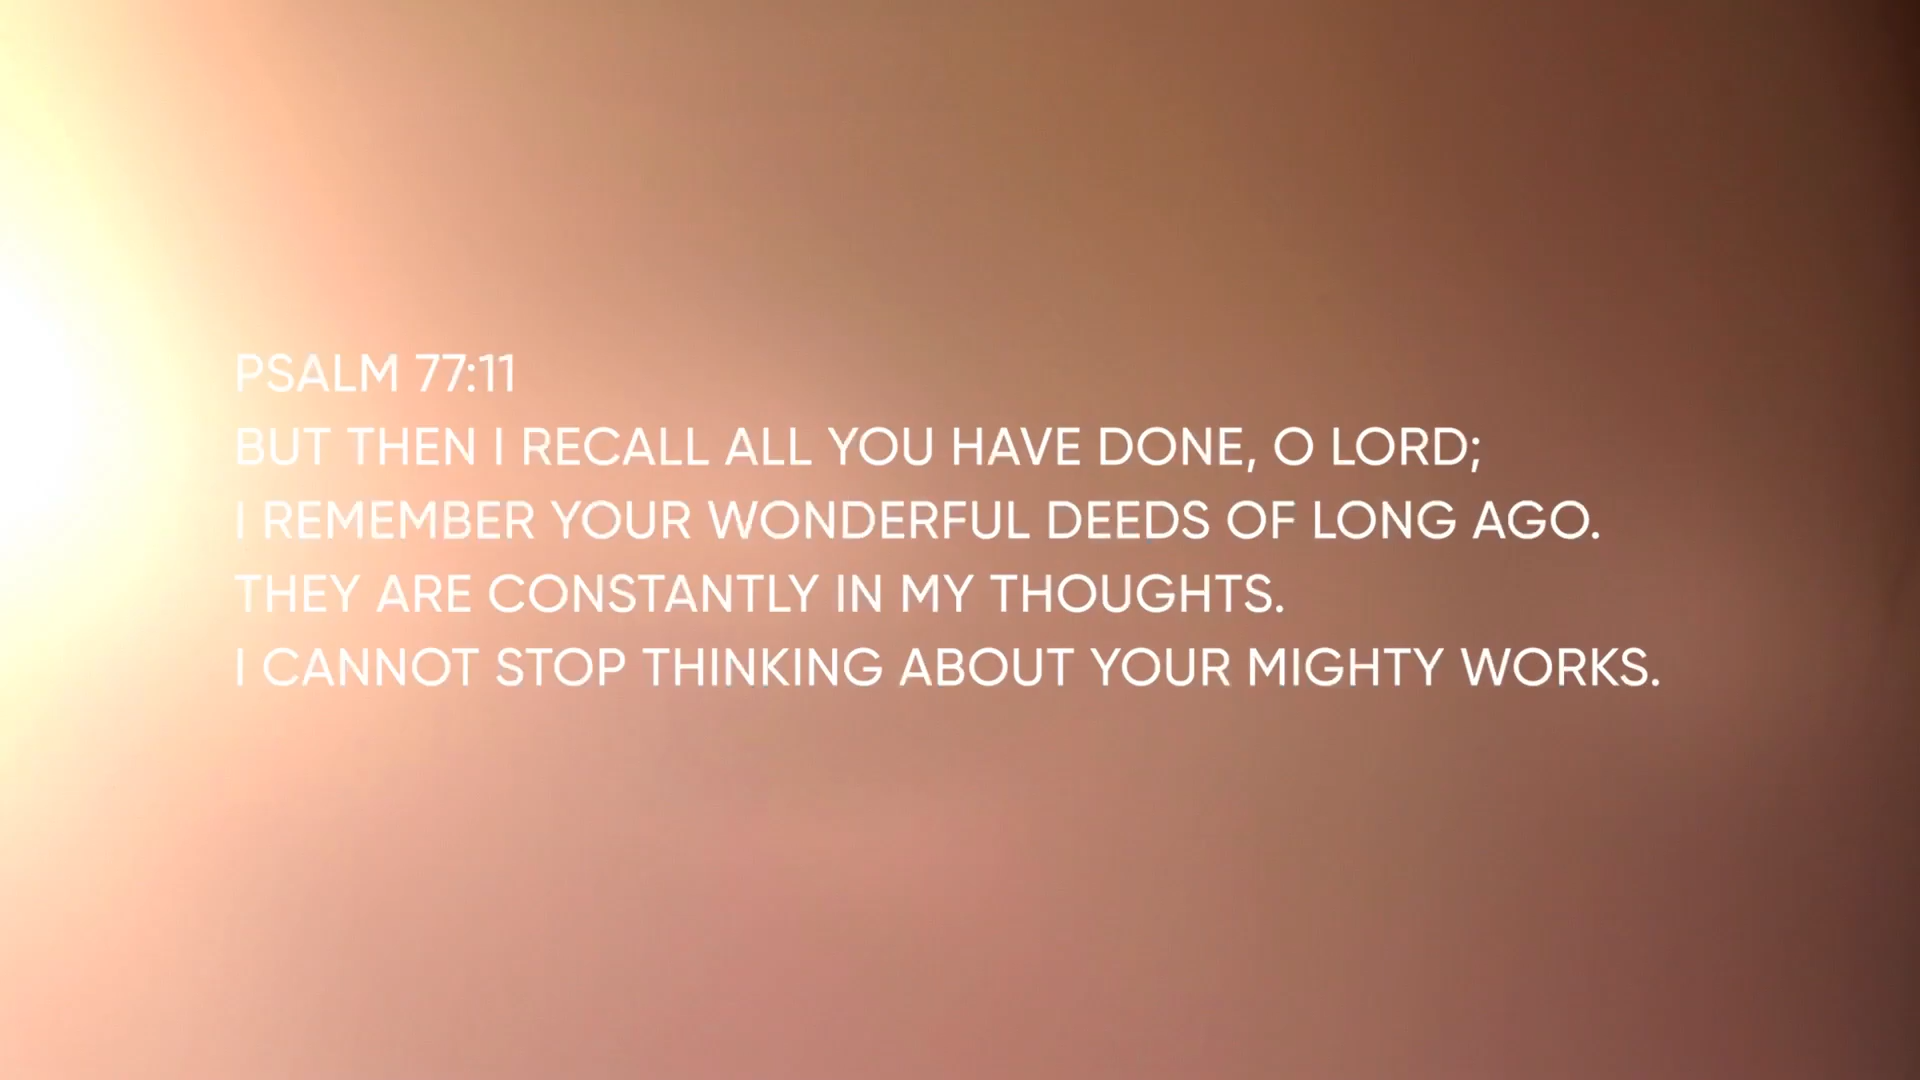 PSALM 77:11
BUT THEN I RECALL ALL YOU HAVE DONE, O LORD;
I REMEMBER YOUR WONDERFUL DEEDS OF LONG AGO.
THEY ARE CONSTANTLY IN MY THOUGHTS.
I CANNOT STOP THINKING ABOUT YOUR MIGHTY WORKS.